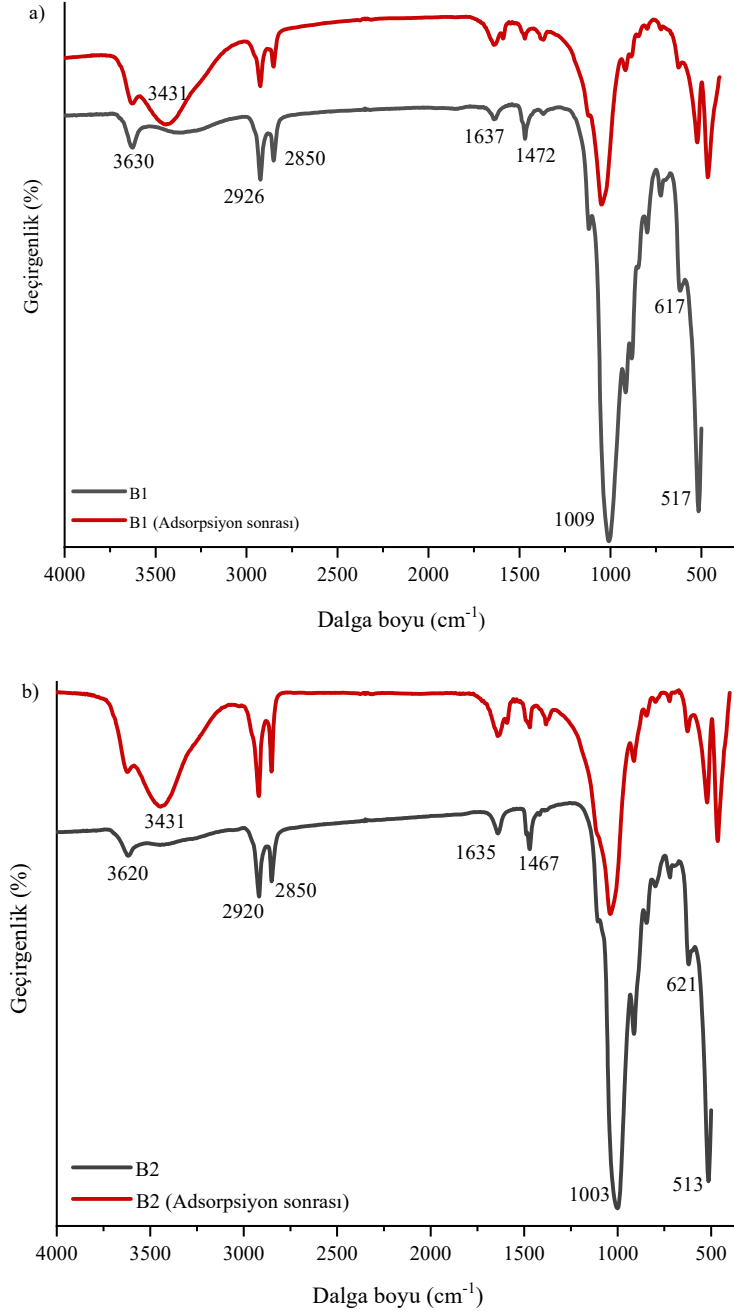 a)
3431
3630
2926
2850
1637
1472
1009
617
517
Geçirgenlik (%)
B1
B1 (Adsorpsiyon sonrası)
4000 3500 3000 2500 2000 1500 1000 500
Dalga boyu (cm-1)
b)
3431
3620
2920
2850
1635
1467
1003
621
513
Geçirgenlik (%)
B2
B2 (Adsorpsiyon sonrası)
4000 3500 3000 2500 2000 1500 1000 500
Dalga boyu (cm-1)